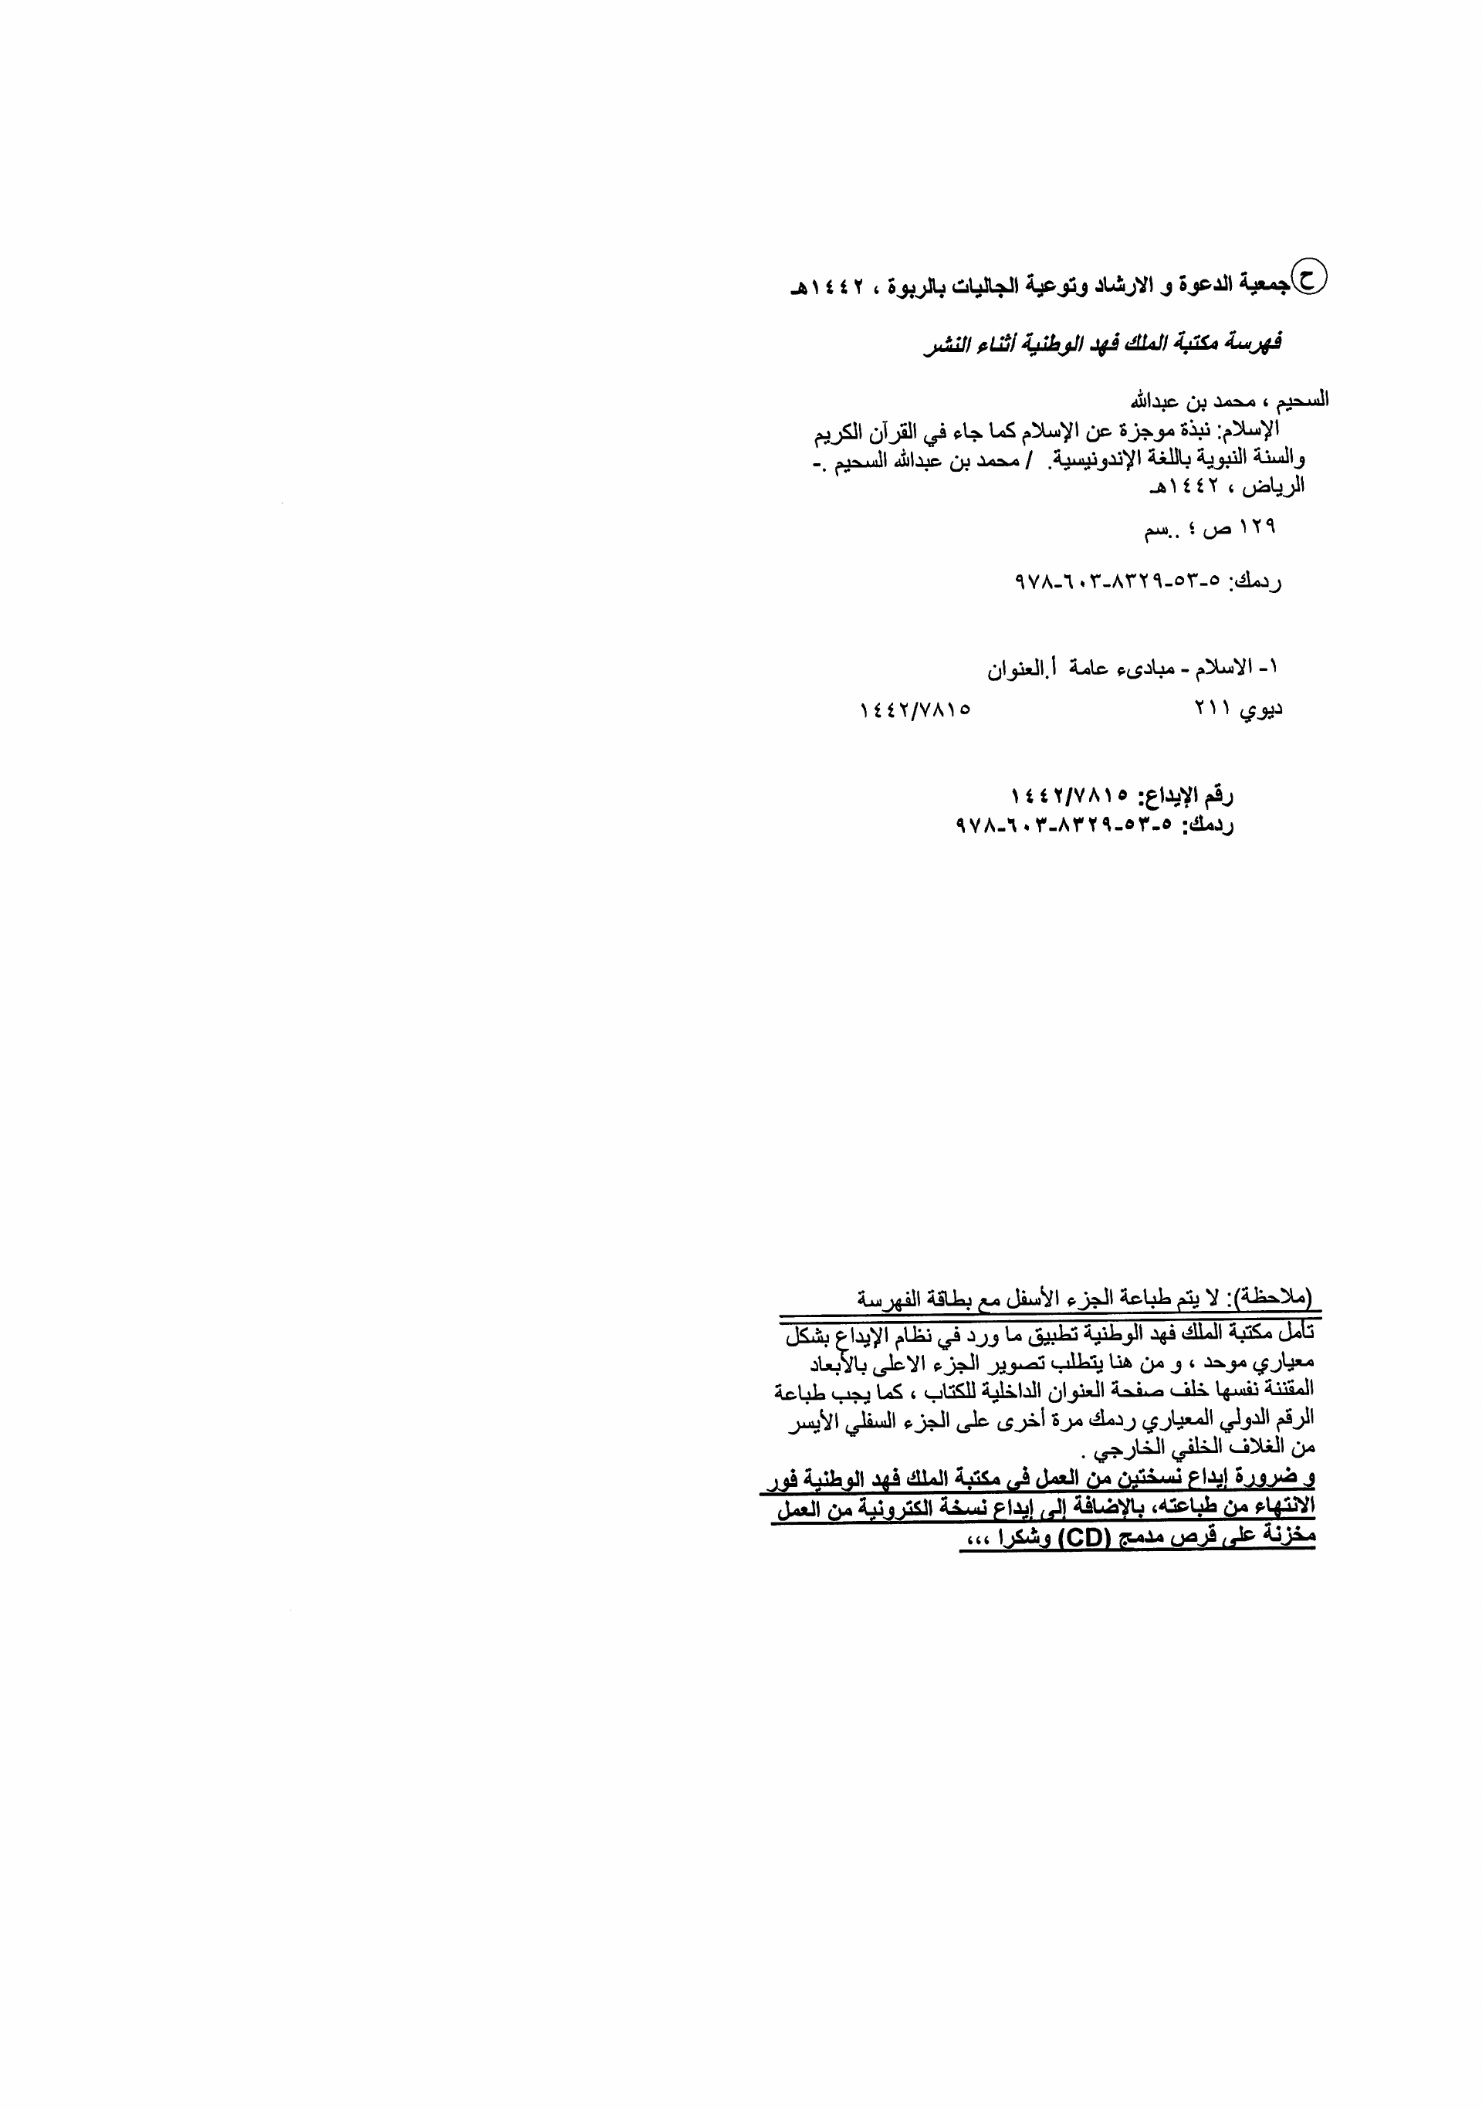 ح جمعية الدعوة و الارشاد وتوعية الجاليات بالربوة ، ١٤٤٢هـ
فهرسة مكتبة الملك فهد الوطنية أثناء النشر
السحيم ، محمد بن عبدالله
الإسلام: نبذة موجزة عن الإسلام كما جاء في القرآن الكريم
والسنة النبوية باللغة الإندونيسية. / محمد بن عبدالله السحيم .-
الرياض ، ١٤٤٢هـ
١٢٩ ص ؛ ..سم
ردمك: ٥-٥٣-٨٣٢٩-٦٠٣-٩٧٨
١- الاسلام - مبادىء عامة أ.العنوان
ديوي ٢١١ ١٤٤٢/٧٨١٥
رقم الإيداع: ١٤٤٢/٧٨١٥
ردمك: ٥-٥٣-٨٣٢٩-٦٠٣-٩٧٨
(ملاحظة): لا يتم طباعة الجزء الأسفل مع بطاقة الفهرسة
تأمل مكتبة الملك فهد الوطنية تطبيق ما ورد في نظام الإيداع بشكل
معياري موحد ، و من هنا يتطلب تصوير الجزء الاعلى بالأبعاد
المقننة نفسها خلف صفحة العنوان الداخلية للكتاب ، كما يجب طباعة
الرقم الدولي المعياري ردمك مرة أخرى على الجزء السفلي الأيسر
من الغلاف الخلفي الخارجي .
و ضرورة إيداع نسختين من العمل في مكتبة الملك فهد الوطنية فور
الانتهاء من طباعته، بالإضافة إلى إيداع نسخة الكترونية من العمل
مخزنة على قرص مدمج (CD) وشكرا ،،،